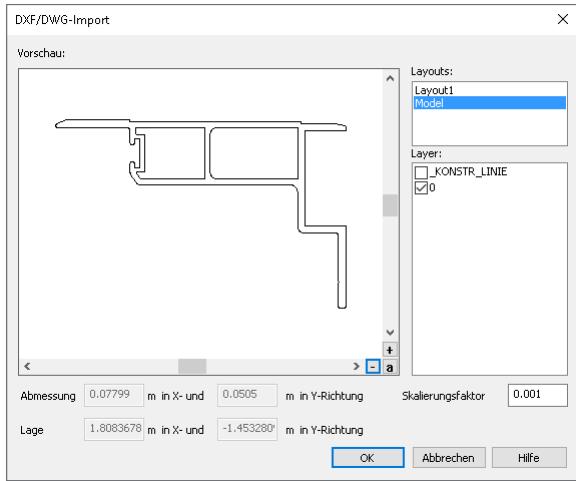 DXF/DWG-Import
Vorschau:
Layouts:
Layout1
Model
Layer:
_KONSTR_LINIE
0
+
- a
Abmessung 0.07799 m in X- und 0.0505 m in Y-Richtung Skalierungsfaktor 0.001
Lage 1.8083678 m in X- und -1.453280 m in Y-Richtung
OK Abbrechen Hilfe